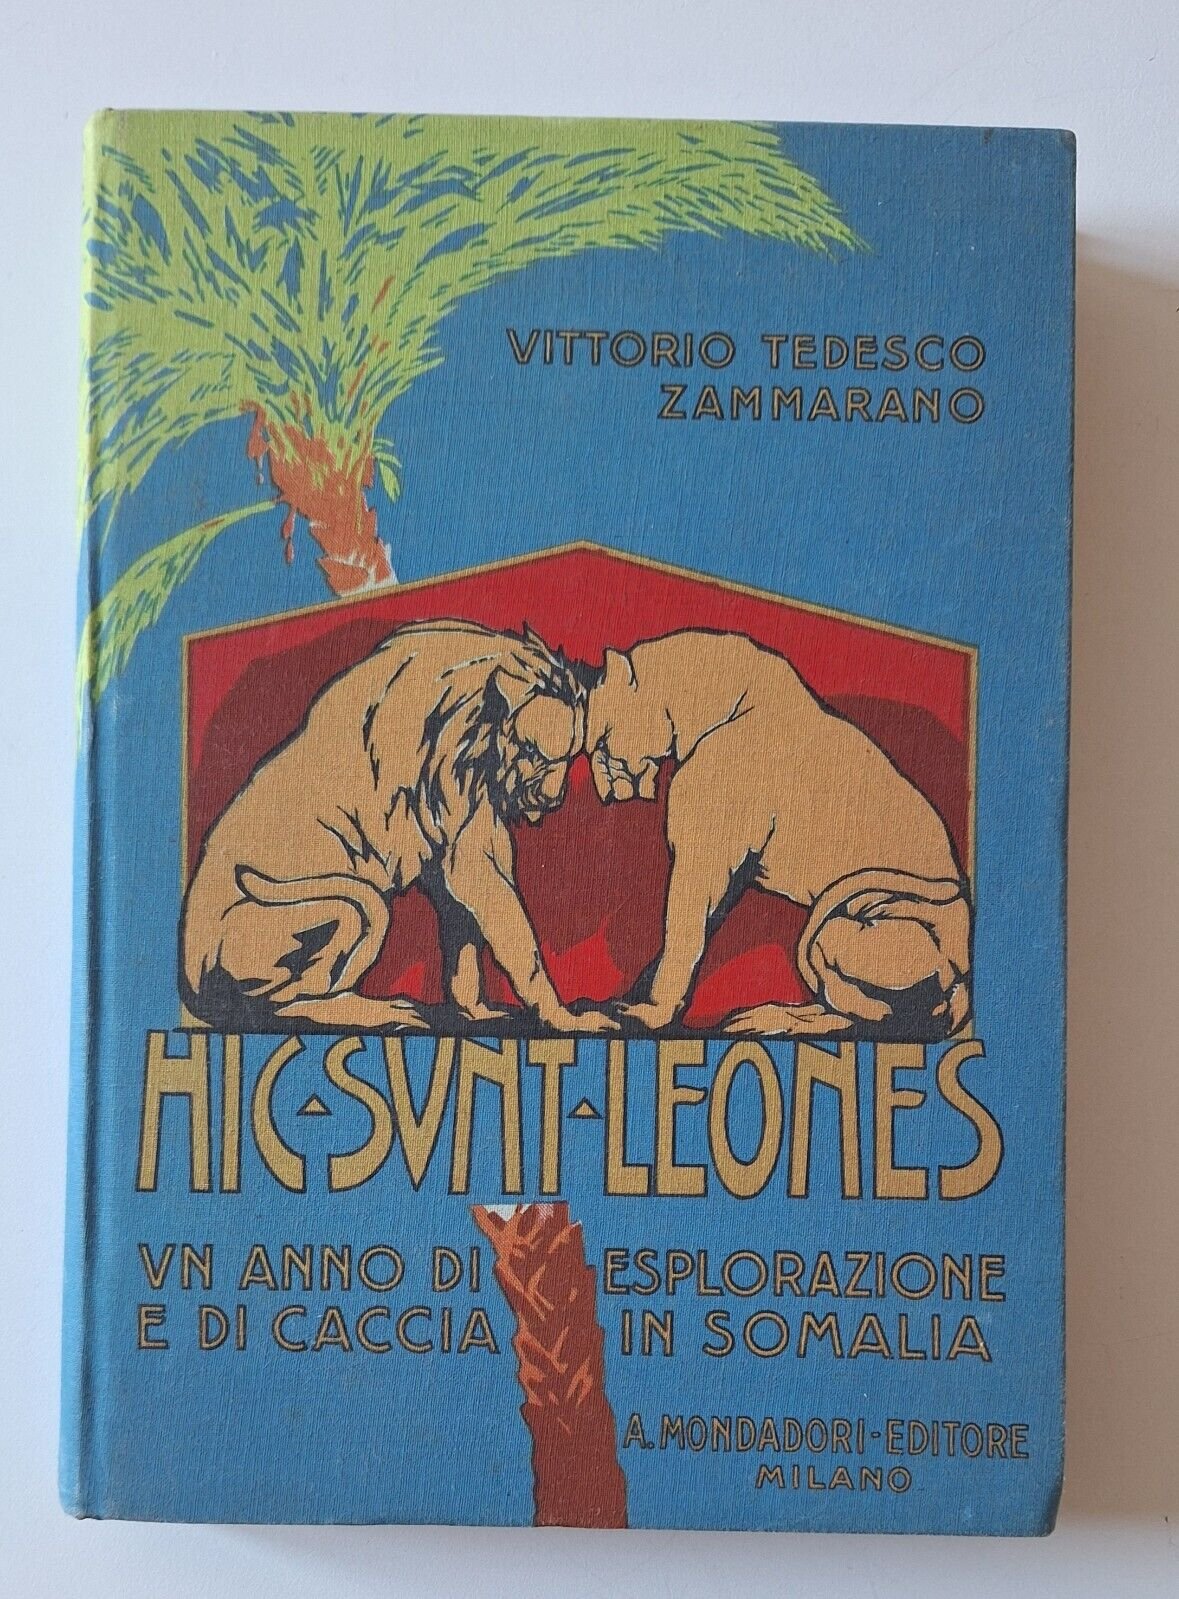 VITTORIO TEDESCO
ZAMMARANO
HIC-SVNT-LEONES
VN ANNO DI ESPLORAZIONE
E DI CACCIA IN SOMALIA
A. MONDADORI-EDITORE
MILANO